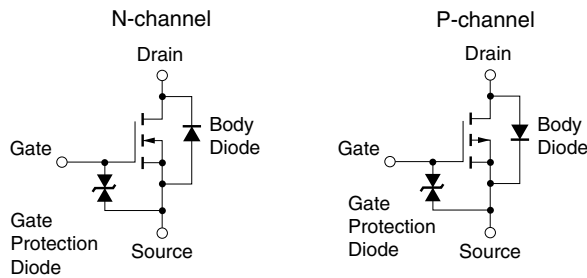 N-channel
Drain
Body
Diode
Gate
Gate
Protection
Diode
Source
P-channel
Drain
Body
Diode
Gate
Gate
Protection
Diode
Source